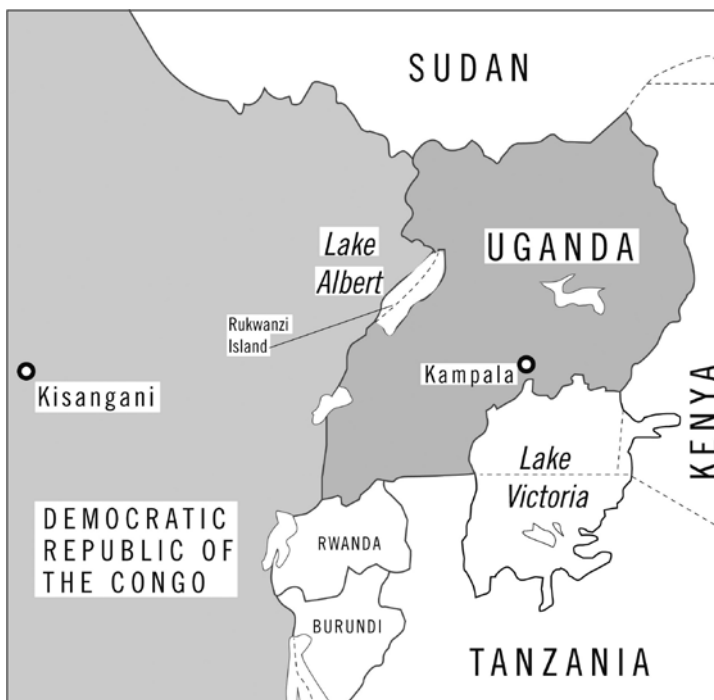 SUDAN
Lake
Albert
UGANDA
Rukwanzi
Island
Kisangani
Kampala
KENYA
Lake
Victoria
DEMOCRATIC
REPUBLIC OF
THE CONGO
RWANDA
BURUNDI
TANZANIA